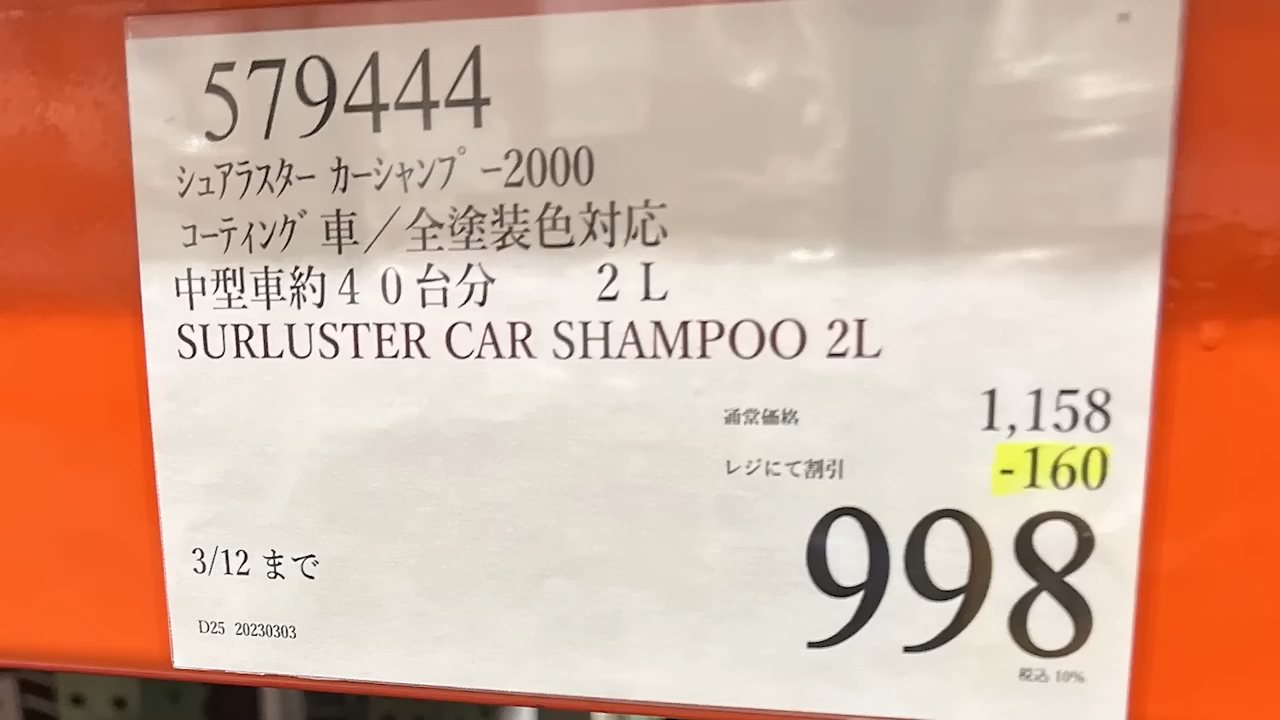 579444
シュアラスター カーシャンプー2000
コーティング車／全塗装色対応
中型車約４０台分　　２Ｌ
SURLUSTER CAR SHAMPOO 2L
通常価格 1,158
レジにて割引 -160
998
3/12 まで
税込 10%
D25 20230303